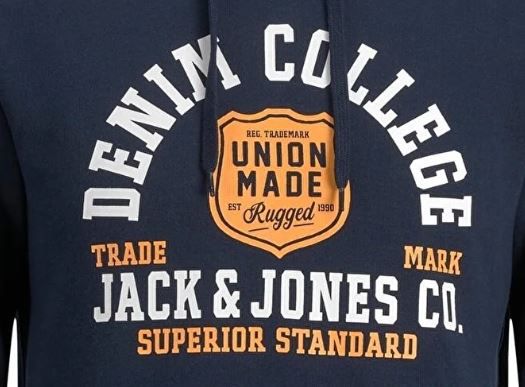 DENIM COLLEGE
REG. TRADEMARK
UNION
MADE
EST Rugged 1990
TRADE MARK
JACK & JONES CO.
SUPERIOR STANDARD